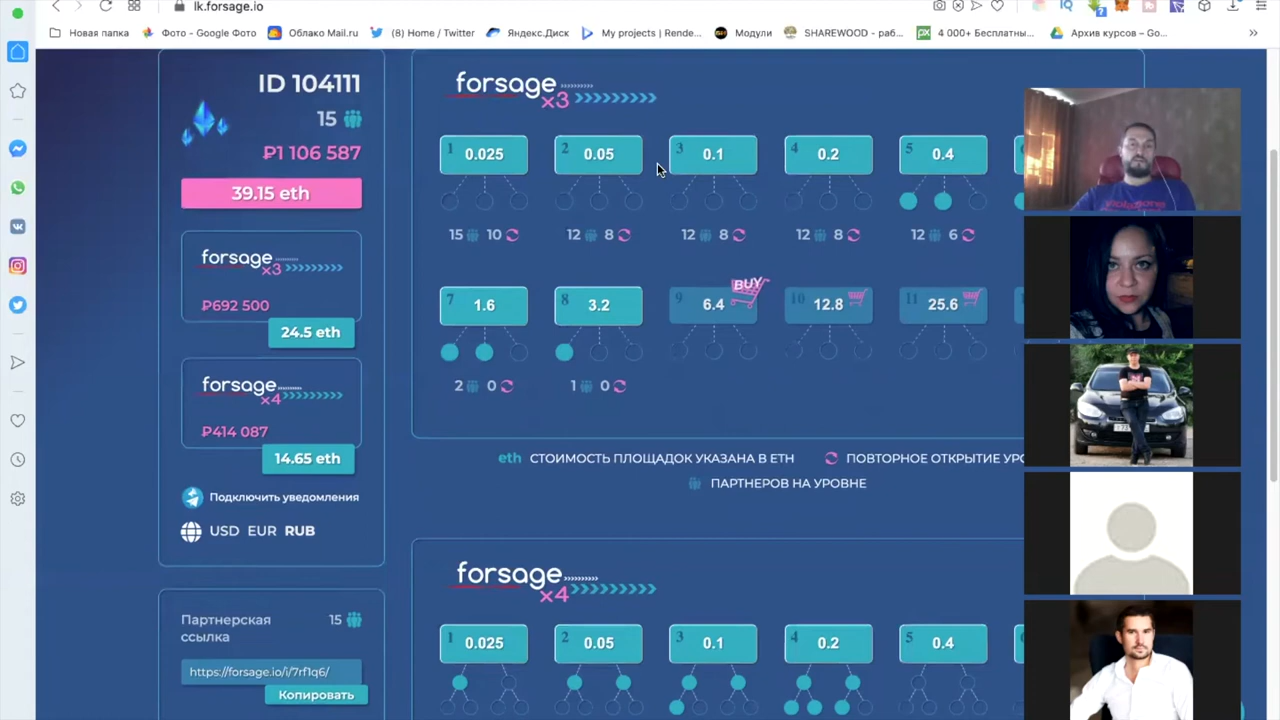 lk.forsage.io
Новая папка
Фото - Google Фото
Облако Mail.ru
(8) Home / Twitter
Яндекс.Диск
My projects | Rende...
Модули
SHAREWOOD - раб...
4 000+ Бесплатны...
Архив курсов – Go...
ID 104111
15
₽1 106 587
39.15 eth
forsage
x3
₽692 500
24.5 eth
forsage
x4
₽414 087
14.65 eth
Подключить уведомления
USD EUR RUB
Партнерская
ссылка
15
https://forsage.io/i/7rf1q6/
Копировать
forsage
x3
1 0.025
2 0.05
3 0.1
4 0.2
5 0.4
15 10
12 8
12 8
12 8
12 6
7 1.6
8 3.2
9 6.4
BUY
10 12.8
11 25.6
2 0
1 0
eth СТОИМОСТЬ ПЛОЩАДОК УКАЗАНА В ETH
ПОВТОРНОЕ ОТКРЫТИЕ
ПАРТНЕРОВ НА УРОВНЕ
forsage
x4
1 0.025
2 0.05
3 0.1
4 0.2
5 0.4